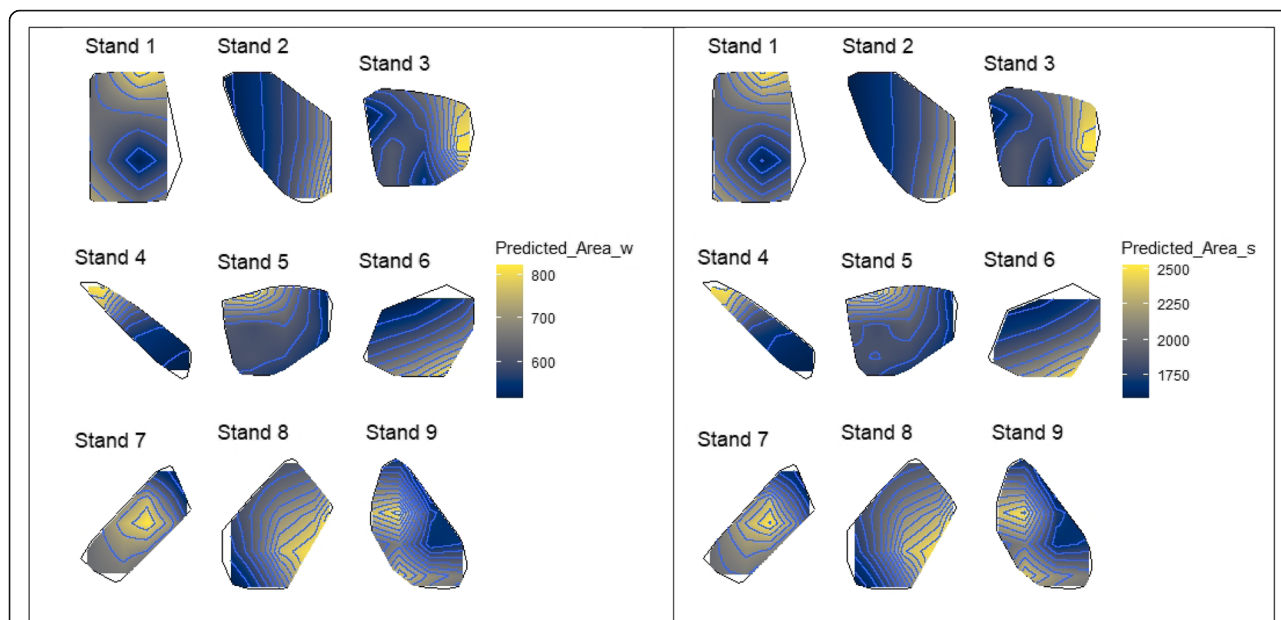 Stand 1
Stand 2
Stand 3
Stand 4
Stand 5
Stand 6
Predicted_Area_w
800
700
600
Stand 7
Stand 8
Stand 9
Stand 1
Stand 2
Stand 3
Stand 4
Stand 5
Stand 6
Predicted_Area_s
2500
2250
2000
1750
Stand 7
Stand 8
Stand 9